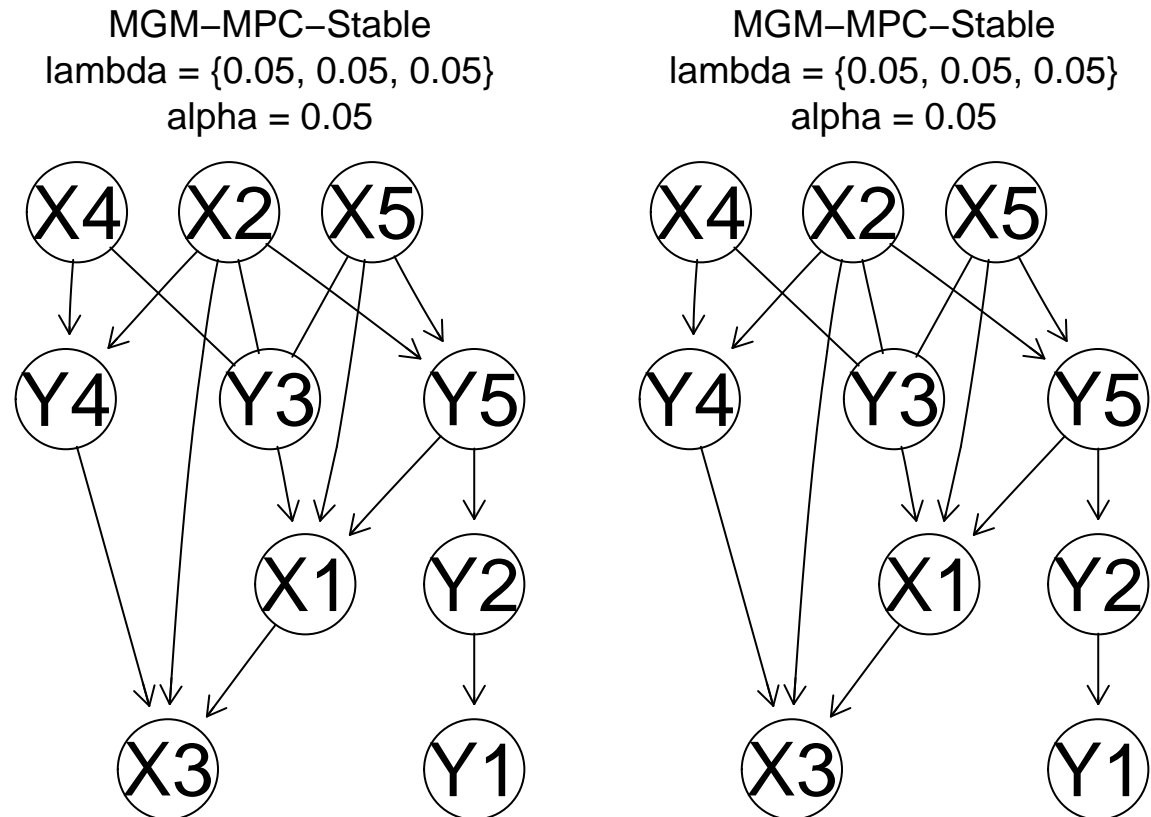 MGM−MPC−Stable
lambda = {0.05, 0.05, 0.05}
alpha = 0.05
X4 X2 X5
Y4 Y3 Y5
X1 Y2
X3 Y1
MGM−MPC−Stable
lambda = {0.05, 0.05, 0.05}
alpha = 0.05
X4 X2 X5
Y4 Y3 Y5
X1 Y2
X3 Y1